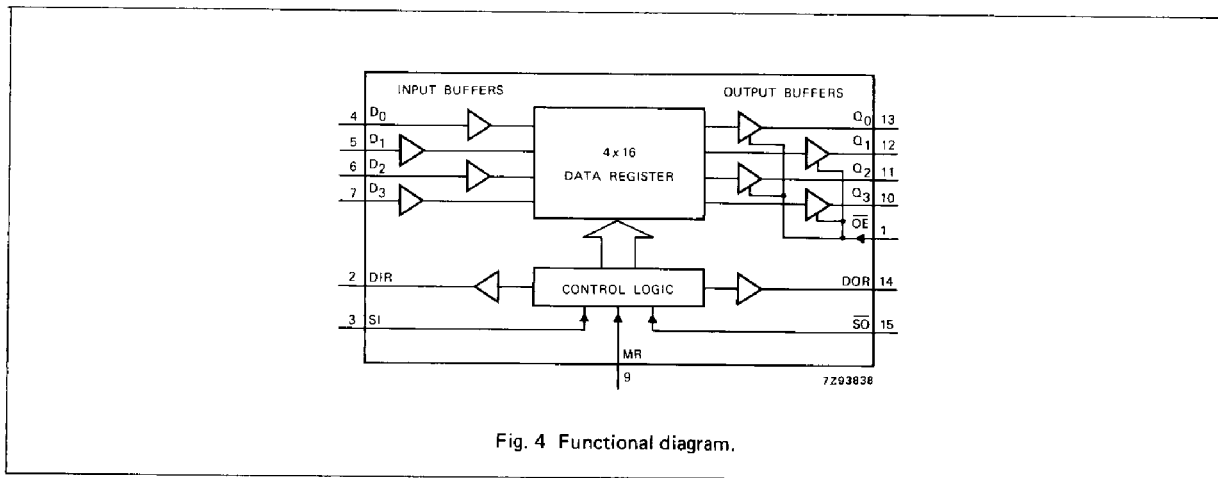 INPUT BUFFERS
OUTPUT BUFFERS
4 D0
5 D1
6 D2
7 D3
4 x 16
DATA REGISTER
Q0 13
Q1 12
Q2 11
Q3 10
O̅E̅ 1
2 DIR
CONTROL LOGIC
DOR 14
3 SI
S̅O̅ 15
MR
9
7Z93838
Fig. 4 Functional diagram.